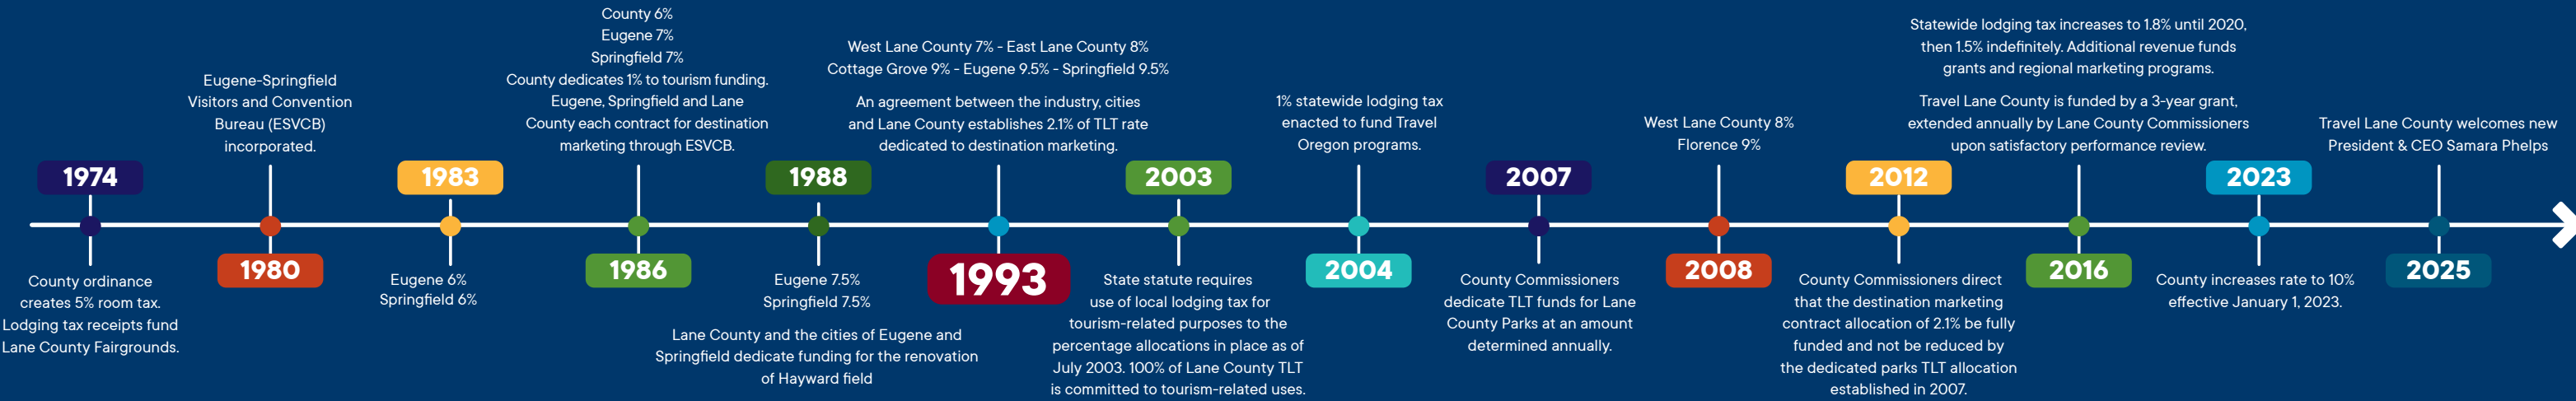 1974
County ordinance
creates 5% room tax.
Lodging tax receipts fund
Lane County Fairgrounds.
Eugene-Springfield
Visitors and Convention
Bureau (ESVCB)
incorporated.
1980
1983
Eugene 6%
Springfield 6%
County 6%
Eugene 7%
Springfield 7%
County dedicates 1% to tourism funding.
Eugene, Springfield and Lane
County each contract for destination
marketing through ESVCB.
1986
1988
Eugene 7.5%
Springfield 7.5%
Lane County and the cities of Eugene and
Springfield dedicate funding for the renovation
of Hayward field
West Lane County 7% - East Lane County 8%
Cottage Grove 9% - Eugene 9.5% - Springfield 9.5%
An agreement between the industry, cities
and Lane County establishes 2.1% of TLT rate
dedicated to destination marketing.
1993
2003
State statute requires
use of local lodging tax for
tourism-related purposes to the
percentage allocations in place as of
July 2003. 100% of Lane County TLT
is committed to tourism-related uses.
1% statewide lodging tax
enacted to fund Travel
Oregon programs.
2004
2007
County Commissioners
dedicate TLT funds for Lane
County Parks at an amount
determined annually.
West Lane County 8%
Florence 9%
2008
2012
County Commissioners direct
that the destination marketing
contract allocation of 2.1% be fully
funded and not be reduced by
the dedicated parks TLT allocation
established in 2007.
Statewide lodging tax increases to 1.8% until 2020,
then 1.5% indefinitely. Additional revenue funds
grants and regional marketing programs.
Travel Lane County is funded by a 3-year grant,
extended annually by Lane County Commissioners
upon satisfactory performance review.
2016
2023
County increases rate to 10%
effective January 1, 2023.
Travel Lane County welcomes new
President & CEO Samara Phelps
2025